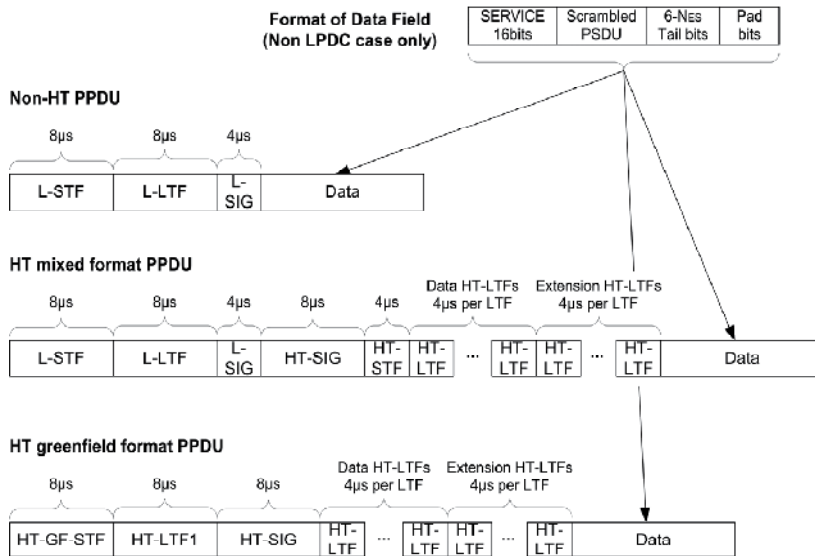 Format of Data Field
(Non LPDC case only)
SERVICE 16bits
Scrambled PSDU
6-NES Tail bits
Pad bits
Non-HT PPDU
8µs 8µs 4µs
L-STF L-LTF L-SIG Data
HT mixed format PPDU
Data HT-LTFs 4µs per LTF
Extension HT-LTFs 4µs per LTF
8µs 8µs 4µs 8µs 4µs
L-STF L-LTF L-SIG HT-SIG HT-STF HT-LTF ... HT-LTF HT-LTF ... HT-LTF Data
HT greenfield format PPDU
Data HT-LTFs 4µs per LTF
Extension HT-LTFs 4µs per LTF
8µs 8µs 8µs
HT-GF-STF HT-LTF1 HT-SIG HT-LTF ... HT-LTF HT-LTF ... HT-LTF Data